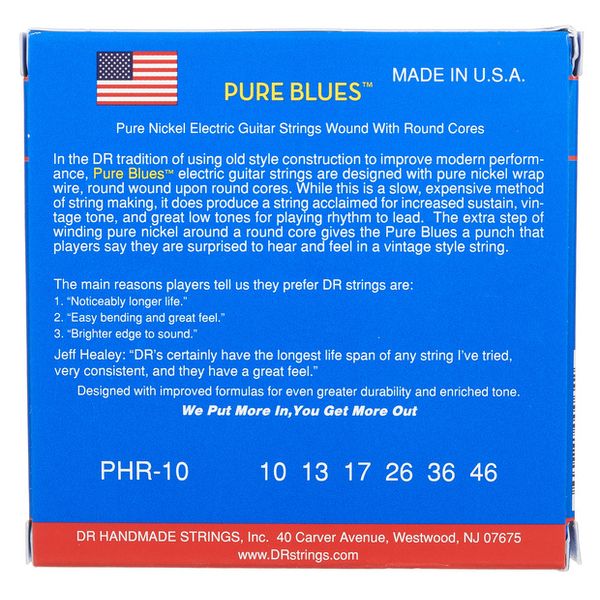 PURE BLUES™
MADE IN U.S.A.
Pure Nickel Electric Guitar Strings Wound With Round Cores
In the DR tradition of using old style construction to improve modern perform-
ance, Pure Blues™ electric guitar strings are designed with pure nickel wrap
wire, round wound upon round cores. While this is a slow, expensive method
of string making, it does produce a string acclaimed for increased sustain, vin-
tage tone, and great low tones for playing rhythm to lead. The extra step of
winding pure nickel around a round core gives the Pure Blues a punch that
players say they are surprised to hear and feel in a vintage style string.
The main reasons players tell us they prefer DR strings are:
1. “Noticeably longer life.”
2. “Easy bending and great feel.”
3. “Brighter edge to sound.”
Jeff Healey: “DR’s certainly have the longest life span of any string I’ve tried,
very consistent, and they have a great feel.”
Designed with improved formulas for even greater durability and enriched tone.
We Put More In,You Get More Out
PHR-10 10 13 17 26 36 46
DR HANDMADE STRINGS, Inc. 40 Carver Avenue, Westwood, NJ 07675
www.DRstrings.com